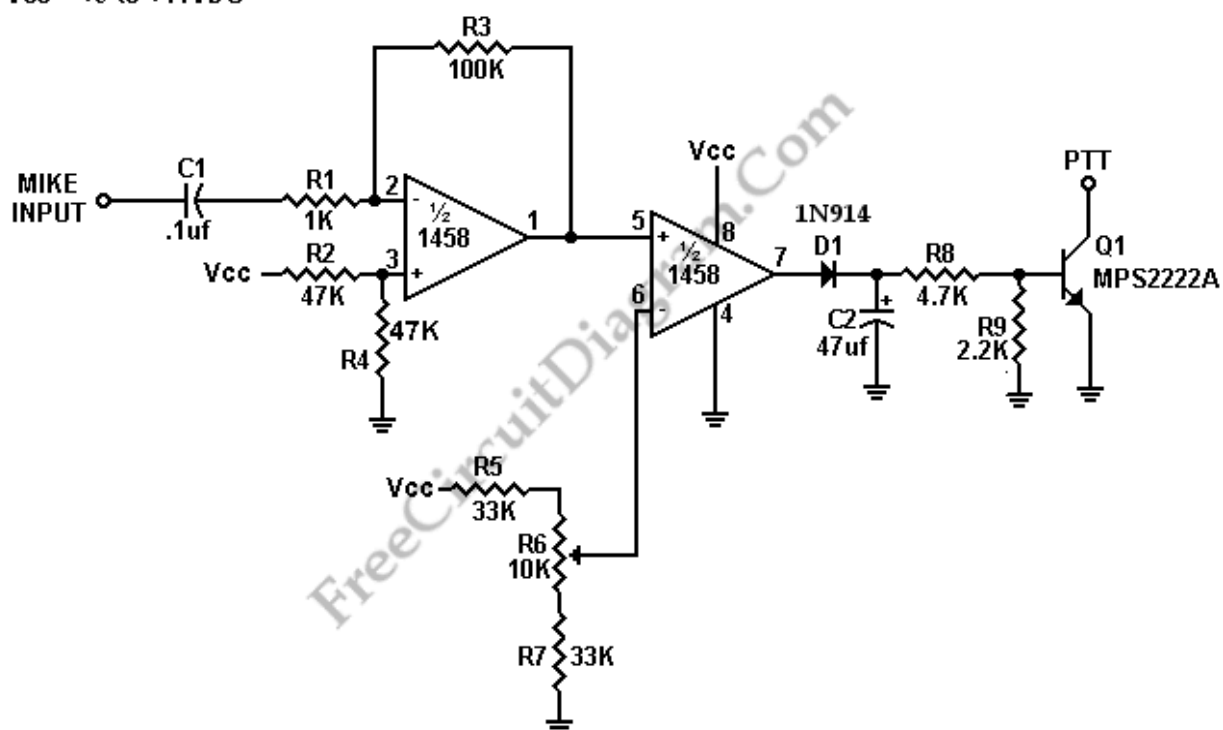 R3
100K
Vcc
PTT
C1
MIKE
INPUT
R1
2
-
½
1458
1
.1uf
1K
5
+
½
1458
8
7
1N914
D1
R8
Q1
MPS2222A
Vcc
R2
47K
3
+
6
-
4
4.7K
C2
+
47uf
R9
2.2K
47K
R4
Vcc
R5
33K
R6
10K
R7
33K
FreeCircuitDiagram.Com